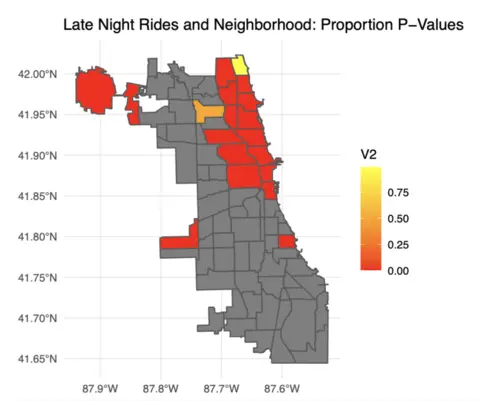 Late Night Rides and Neighborhood: Proportion P−Values
42.00°N
41.95°N
41.90°N
41.85°N
41.80°N
41.75°N
41.70°N
41.65°N
87.9°W 87.8°W 87.7°W 87.6°W
V2
0.75
0.50
0.25
0.00